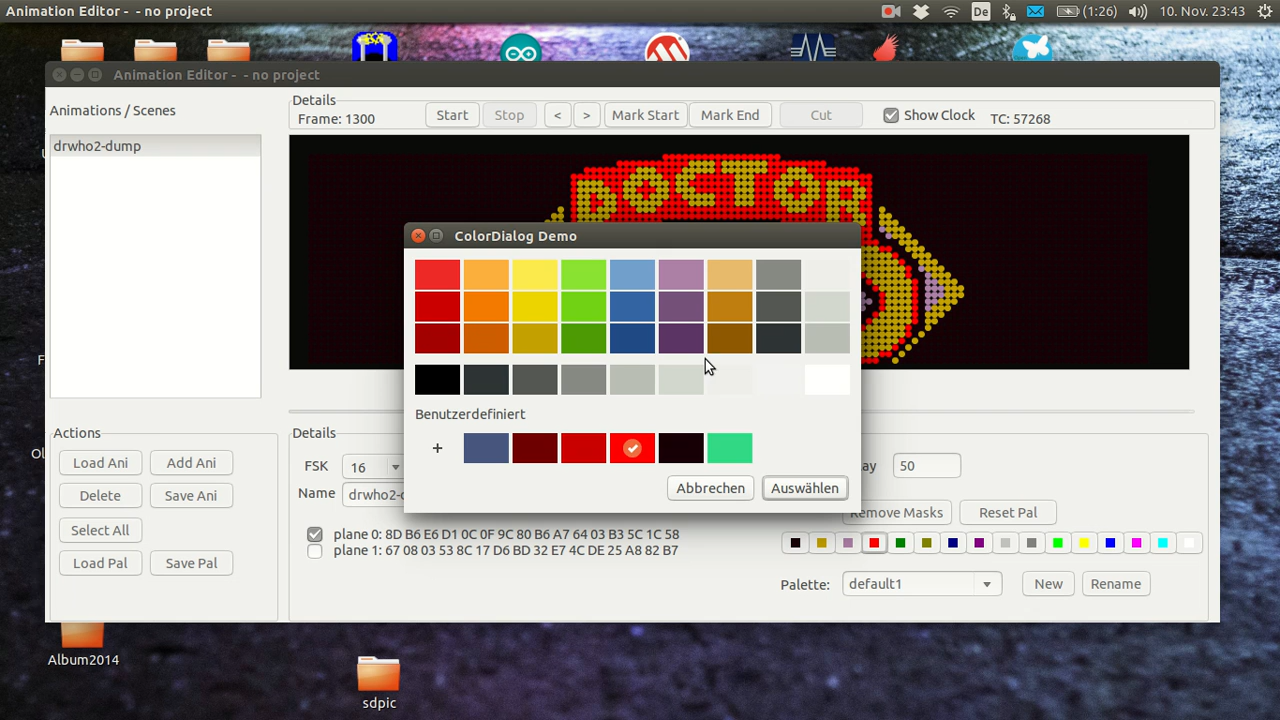 Animation Editor - - no project
De
(1:26)
10. Nov. 23:43
Animation Editor - - no project
Animations / Scenes
drwho2-dump
Details
Frame: 1300
Start
Stop
<
>
Mark Start
Mark End
Cut
Show Clock
TC: 57268
DOCTOR
ColorDialog Demo
Benutzerdefiniert
+
Abbrechen
Auswählen
Actions
Load Ani
Add Ani
Delete
Save Ani
Select All
Load Pal
Save Pal
Details
FSK
16
50
Name
Remove Masks
Reset Pal
plane 0: 8D B6 E6 D1 0C 0F 9C 80 B6 A7 64 03 B3 5C 1C 58
plane 1: 67 08 03 53 8C 17 D6 BD 32 E7 4C DE 25 A8 82 B7
Palette:
default1
New
Rename
Album2014
sdpic